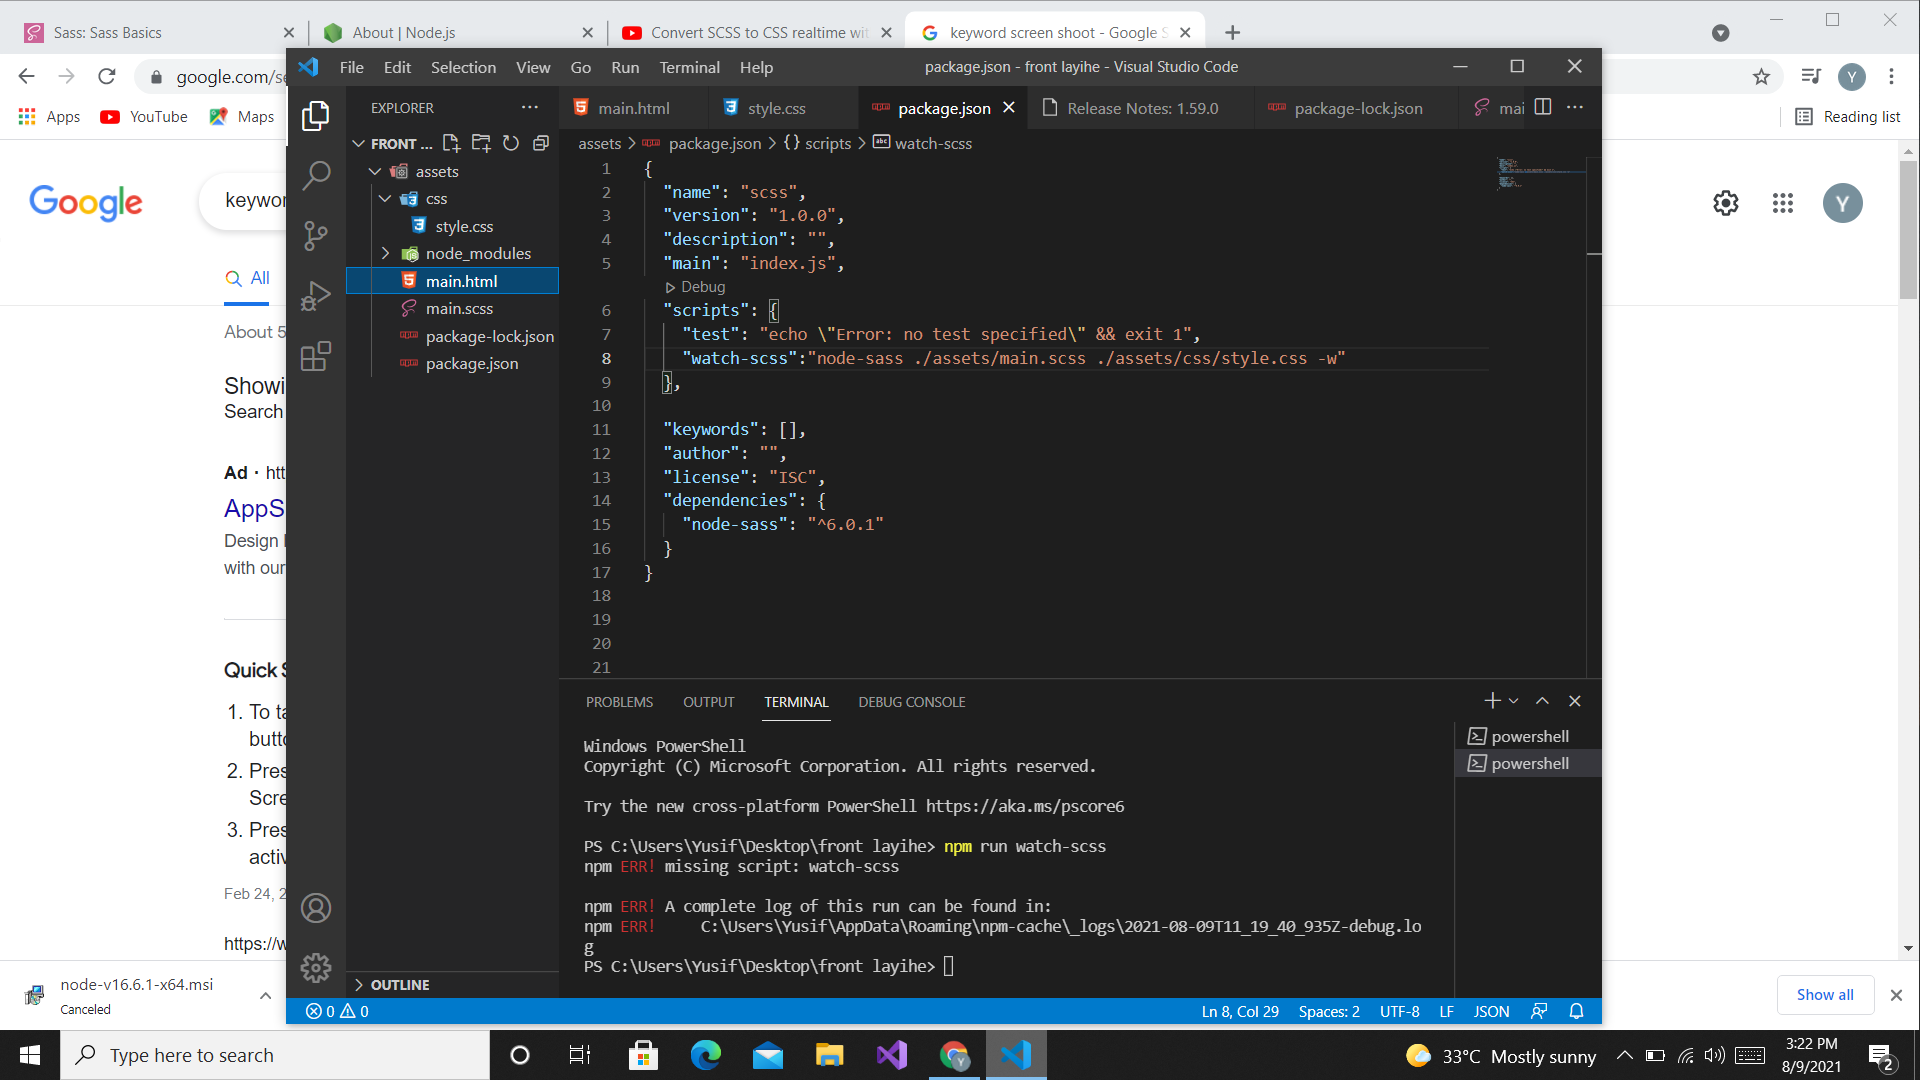 Sass: Sass Basics
About | Node.js
Convert SCSS to CSS realtime wit
keyword screen shoot - Google S
google.com/se
Apps
YouTube
Maps
Reading list
Google
keywor
Y
Y
All
About 5
Showi
Search
Ad · htt
AppS
Design
with our
Quick S
1. To ta
butto
2. Pres
Scre
3. Pres
activ
Feb 24, 2
https://w
File Edit Selection View Go Run Terminal Help
package.json - front layihe - Visual Studio Code
EXPLORER
FRONT ...
assets
css
style.css
node_modules
main.html
main.scss
package-lock.json
package.json
OUTLINE
main.html
style.css
package.json
Release Notes: 1.59.0
package-lock.json
mai
assets > package.json > {} scripts > abc watch-scss
1 {
2 "name": "scss",
3 "version": "1.0.0",
4 "description": "",
5 "main": "index.js",
Debug
6 "scripts": {
7 "test": "echo \"Error: no test specified\" && exit 1",
8 "watch-scss":"node-sass ./assets/main.scss ./assets/css/style.css -w"
9 },
10
11 "keywords": [],
12 "author": "",
13 "license": "ISC",
14 "dependencies": {
15 "node-sass": "^6.0.1"
16 }
17 }
18
19
20
21
PROBLEMS OUTPUT TERMINAL DEBUG CONSOLE
powershell
powershell
Windows PowerShell
Copyright (C) Microsoft Corporation. All rights reserved.
Try the new cross-platform PowerShell https://aka.ms/pscore6
PS C:\Users\Yusif\Desktop\front layihe> npm run watch-scss
npm ERR! missing script: watch-scss
npm ERR! A complete log of this run can be found in:
npm ERR!     C:\Users\Yusif\AppData\Roaming\npm-cache\_logs\2021-08-09T11_19_40_935Z-debug.lo
g
PS C:\Users\Yusif\Desktop\front layihe>
0 0
Ln 8, Col 29 Spaces: 2 UTF-8 LF JSON
node-v16.6.1-x64.msi
Canceled
Show all
Type here to search
33°C Mostly sunny
3:22 PM
8/9/2021
2